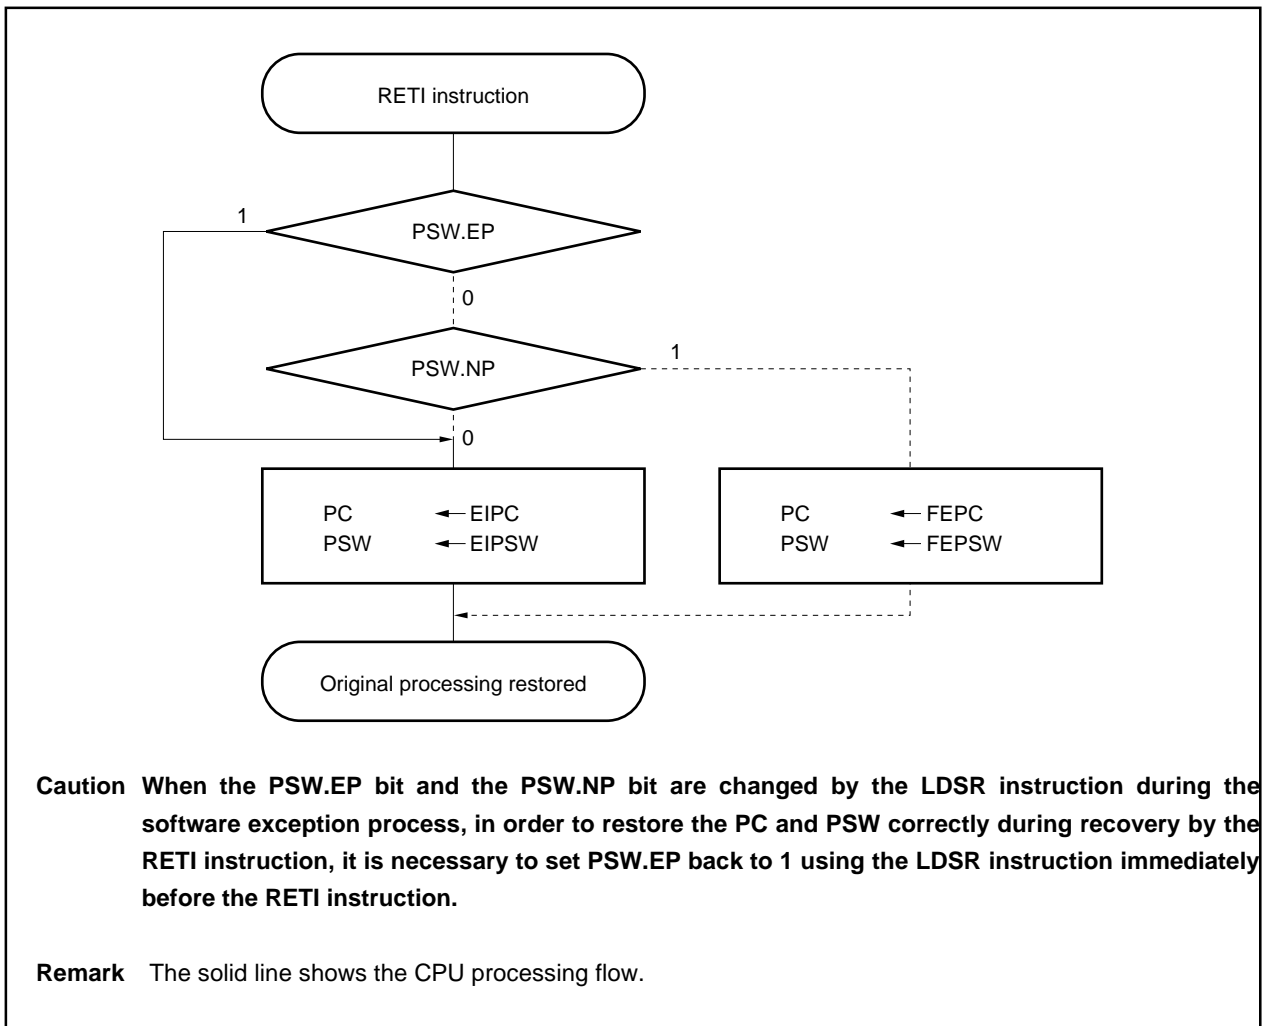 RETI instruction
1
PSW.EP
0
PSW.NP
1
0
PC EIPC
PSW EIPSW
PC FEPC
PSW FEPSW
Original processing restored
Caution When the PSW.EP bit and the PSW.NP bit are changed by the LDSR instruction during the
software exception process, in order to restore the PC and PSW correctly during recovery by the
RETI instruction, it is necessary to set PSW.EP back to 1 using the LDSR instruction immediately
before the RETI instruction.
Remark The solid line shows the CPU processing flow.